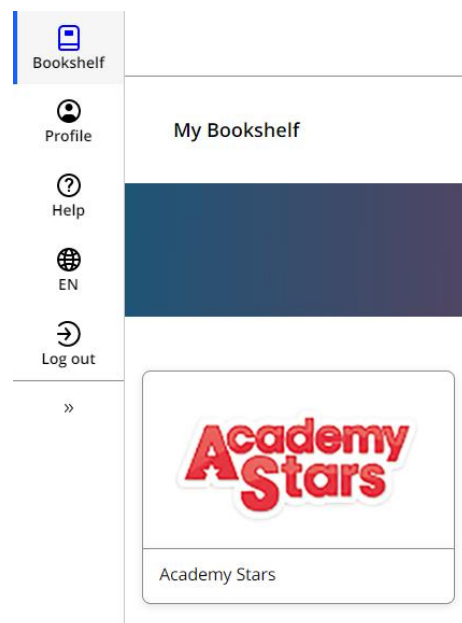 Bookshelf
Profile
Help
EN
Log out
»
My Bookshelf
Academy
Stars
Academy Stars